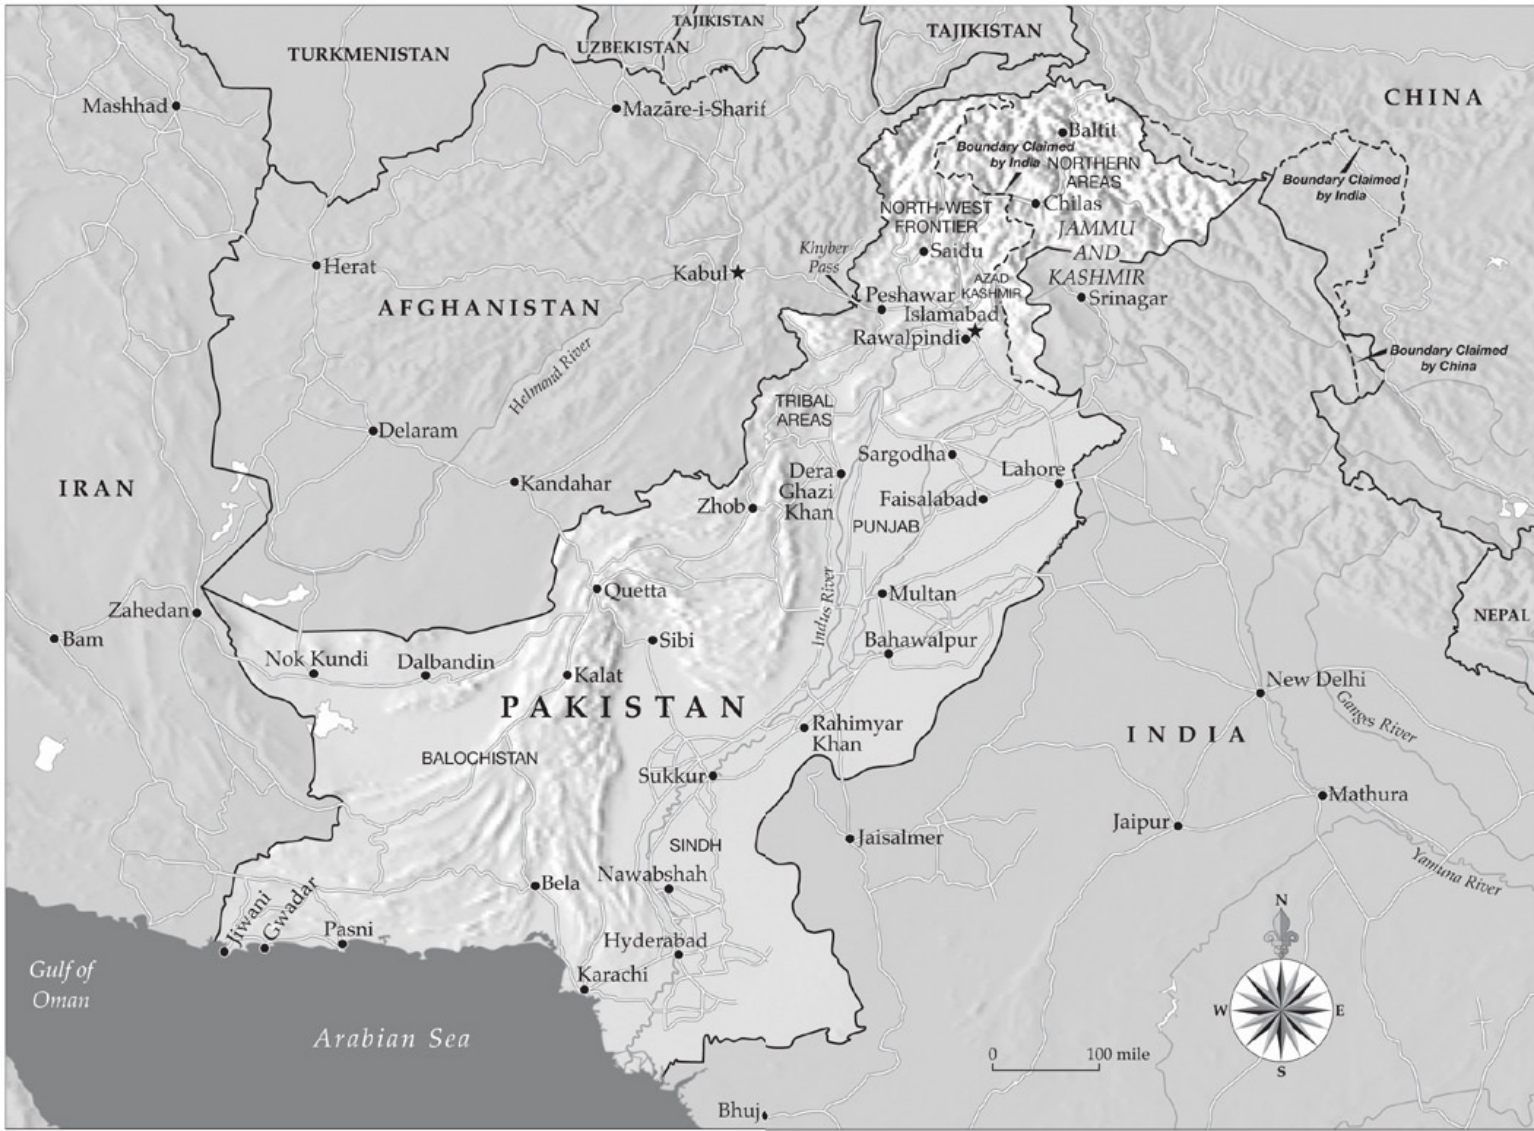 TAJIKISTAN
TAJIKISTAN
UZBEKISTAN
TURKMENISTAN
CHINA
Mashhad
Mazāre-i-Sharif
Baltit
Boundary Claimed
by India
NORTHERN
AREAS
Boundary Claimed
by India
Chilas
NORTH-WEST
FRONTIER
JAMMU
AND
KASHMIR
Saidu
Khyber
Pass
Herat
Kabul
AZAD
KASHMIR
Srinagar
Peshawar
Islamabad
Rawalpindi
AFGHANISTAN
Helmand River
Boundary Claimed
by China
TRIBAL
AREAS
Delaram
Sargodha
Lahore
Dera
Ghazi
Khan
IRAN
Kandahar
Zhob
Faisalabad
PUNJAB
Quetta
Multan
Indus River
Zahedan
NEPAL
Bam
Sibi
Bahawalpur
Nok Kundi
Dalbandin
Kalat
New Delhi
PAKISTAN
Ganges River
Rahimyar
Khan
INDIA
BALOCHISTAN
Sukkur
Mathura
Jaipur
Jaisalmer
SINDH
Yamuna River
Nawabshah
Bela
Jiwani
Gwadar
Pasni
Hyderabad
Karachi
Gulf of
Oman
Arabian Sea
N
W
E
S
0
100 mile
Bhuj